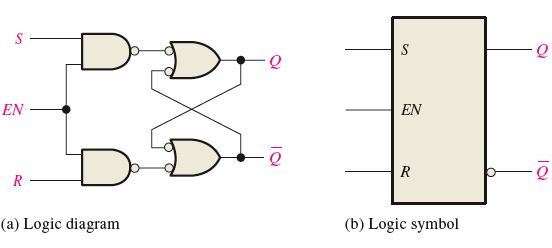 S
Q
EN
R
Q̅
(a) Logic diagram
S
Q
EN
R
Q̅
(b) Logic symbol